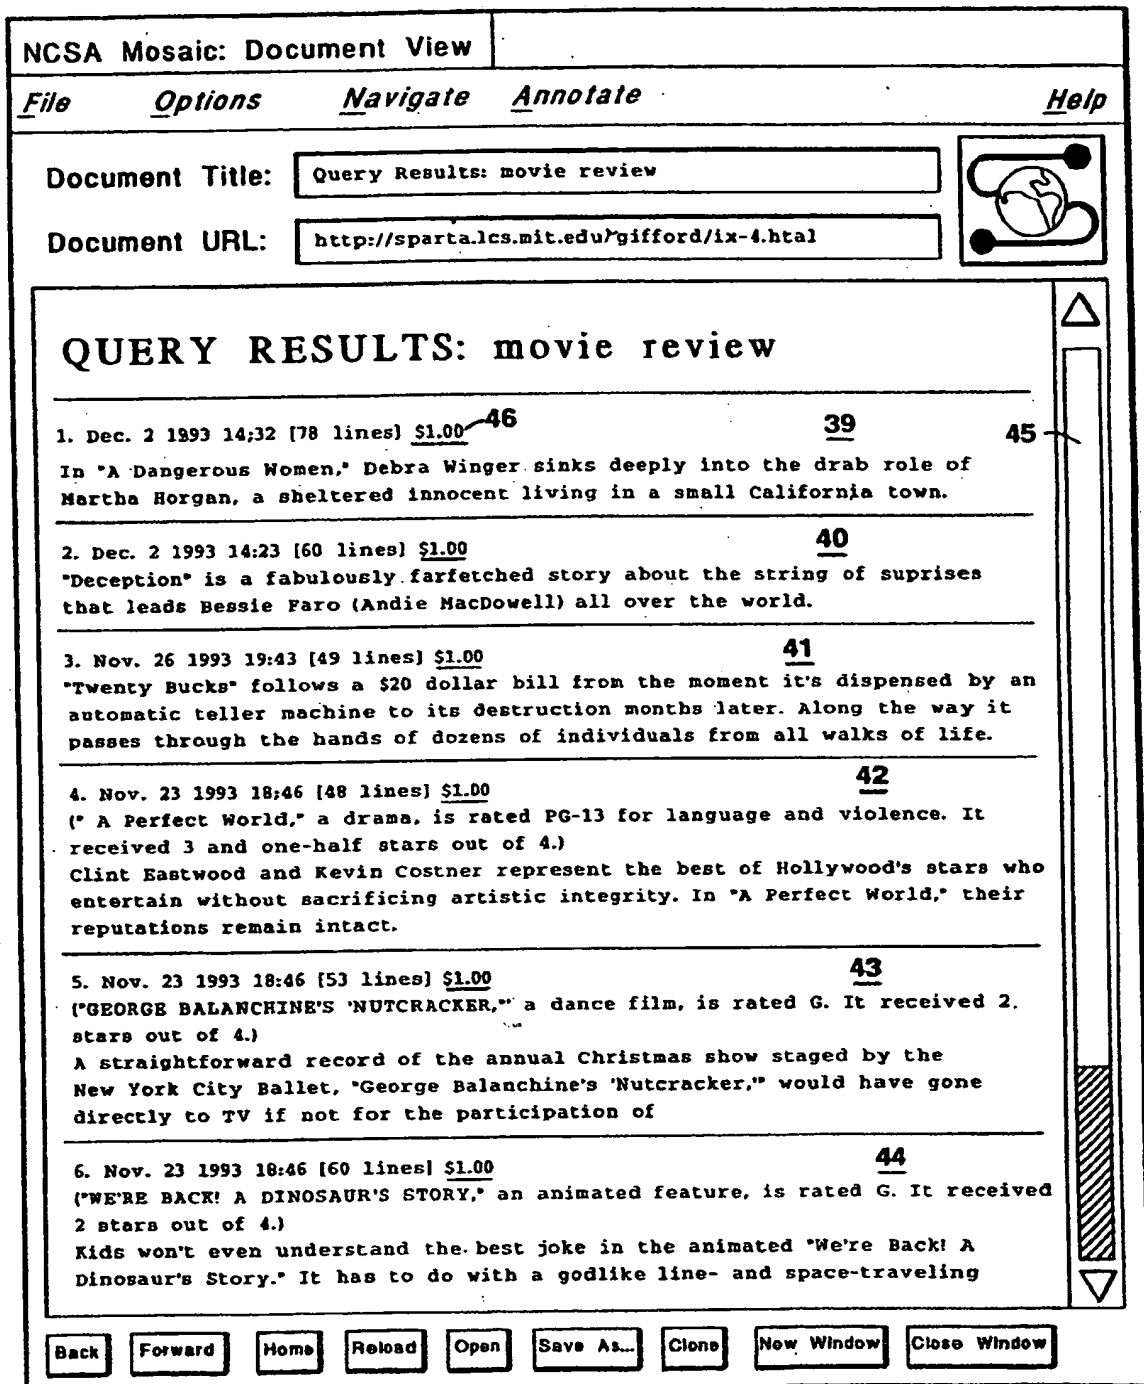 NCSA Mosaic: Document View
File Options Navigate Annotate Help
Document Title: Query Results: movie review
Document URL: http://sparta.lcs.mit.edu/gifford/ix-4.htal
QUERY RESULTS: movie review
1. Dec. 2 1993 14;32 [78 lines] $1.00 46 39 45
In "A Dangerous Women," Debra Winger sinks deeply into the drab role of
Martha Horgan, a sheltered innocent living in a small California town.
2. Dec. 2 1993 14:23 [60 lines] $1.00 40
"Deception" is a fabulously farfetched story about the string of suprises
that leads Bessie Faro (Andie MacDowell) all over the world.
3. Nov. 26 1993 19:43 [49 lines] $1.00 41
"Twenty Bucks" follows a $20 dollar bill from the moment it's dispensed by an
automatic teller machine to its destruction months later. Along the way it
passes through the hands of dozens of individuals from all walks of life.
4. Nov. 23 1993 18;46 [48 lines] $1.00 42
(" A Perfect World," a drama, is rated PG-13 for language and violence. It
received 3 and one-half stars out of 4.)
Clint Eastwood and Kevin Costner represent the best of Hollywood's stars who
entertain without sacrificing artistic integrity. In "A Perfect World," their
reputations remain intact.
5. Nov. 23 1993 18:46 [53 lines] $1.00 43
("GEORGE BALANCHINE'S 'NUTCRACKER,'" a dance film, is rated G. It received 2.
stars out of 4.)
A straightforward record of the annual Christmas show staged by the
New York City Ballet, "George Balanchine's 'Nutcracker,'" would have gone
directly to TV if not for the participation of
6. Nov. 23 1993 18:46 [60 lines] $1.00 44
("WE'RE BACK! A DINOSAUR'S STORY," an animated feature, is rated G. It received
2 stars out of 4.)
Kids won't even understand the best joke in the animated "We're Back! A
Dinosaur's Story." It has to do with a godlike line- and space-traveling
Back Forward Home Reload Open Save As... Clone New Window Close Window